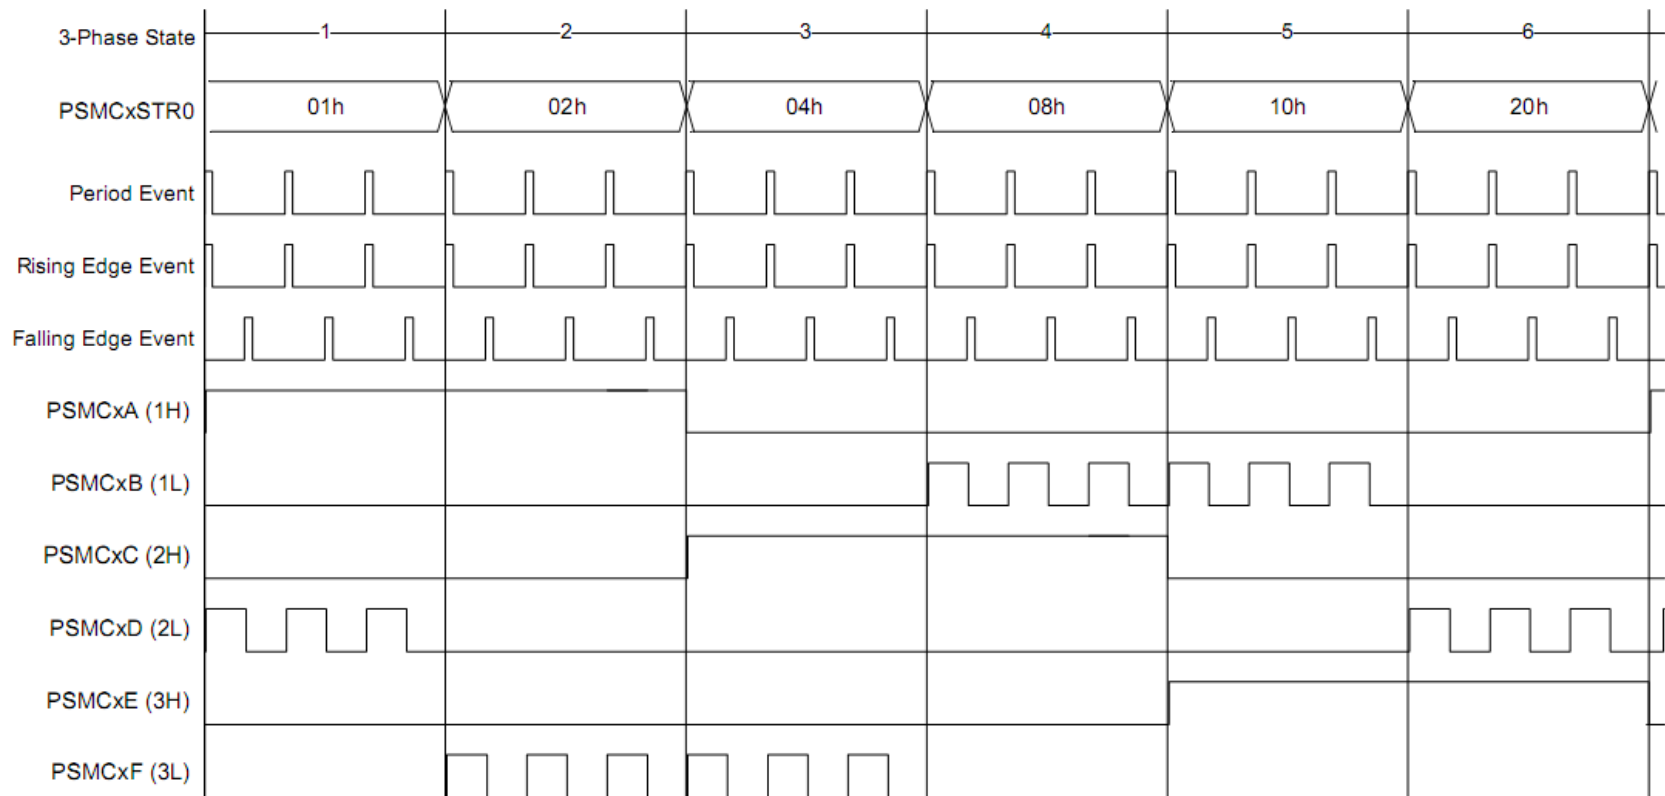 3-Phase State 1 2 3 4 5 6
PSMCxSTR0 01h 02h 04h 08h 10h 20h
Period Event
Rising Edge Event
Falling Edge Event
PSMCxA (1H)
PSMCxB (1L)
PSMCxC (2H)
PSMCxD (2L)
PSMCxE (3H)
PSMCxF (3L)